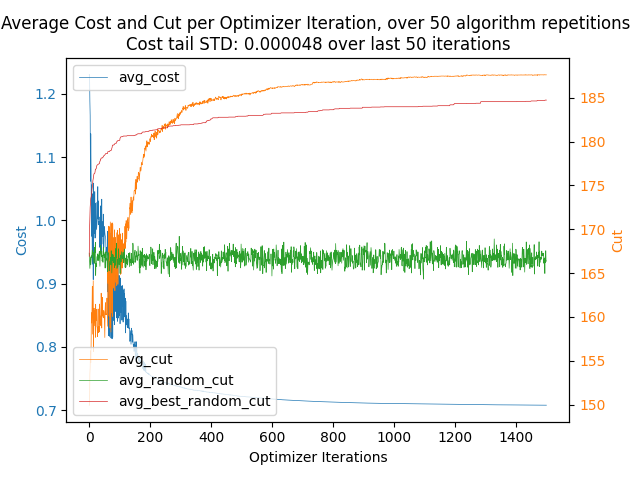 Average Cost and Cut per Optimizer Iteration, over 50 algorithm repetitions
Cost tail STD: 0.000048 over last 50 iterations
avg_cost
1.2
1.1
1.0
0.9
0.8
0.7
Cost
185
180
175
170
165
160
155
150
Cut
avg_cut
avg_random_cut
avg_best_random_cut
0 200 400 600 800 1000 1200 1400
Optimizer Iterations